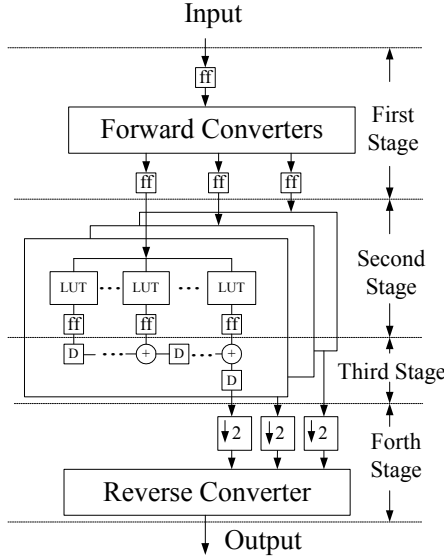 Input
ff
Forward Converters
First
Stage
ff ff ff
Second
Stage
LUT ••• LUT ••• LUT
ff ff ff
D ••• + D ••• +
Third Stage
D
↓2 ↓2 ↓2
Forth
Stage
Reverse Converter
Output